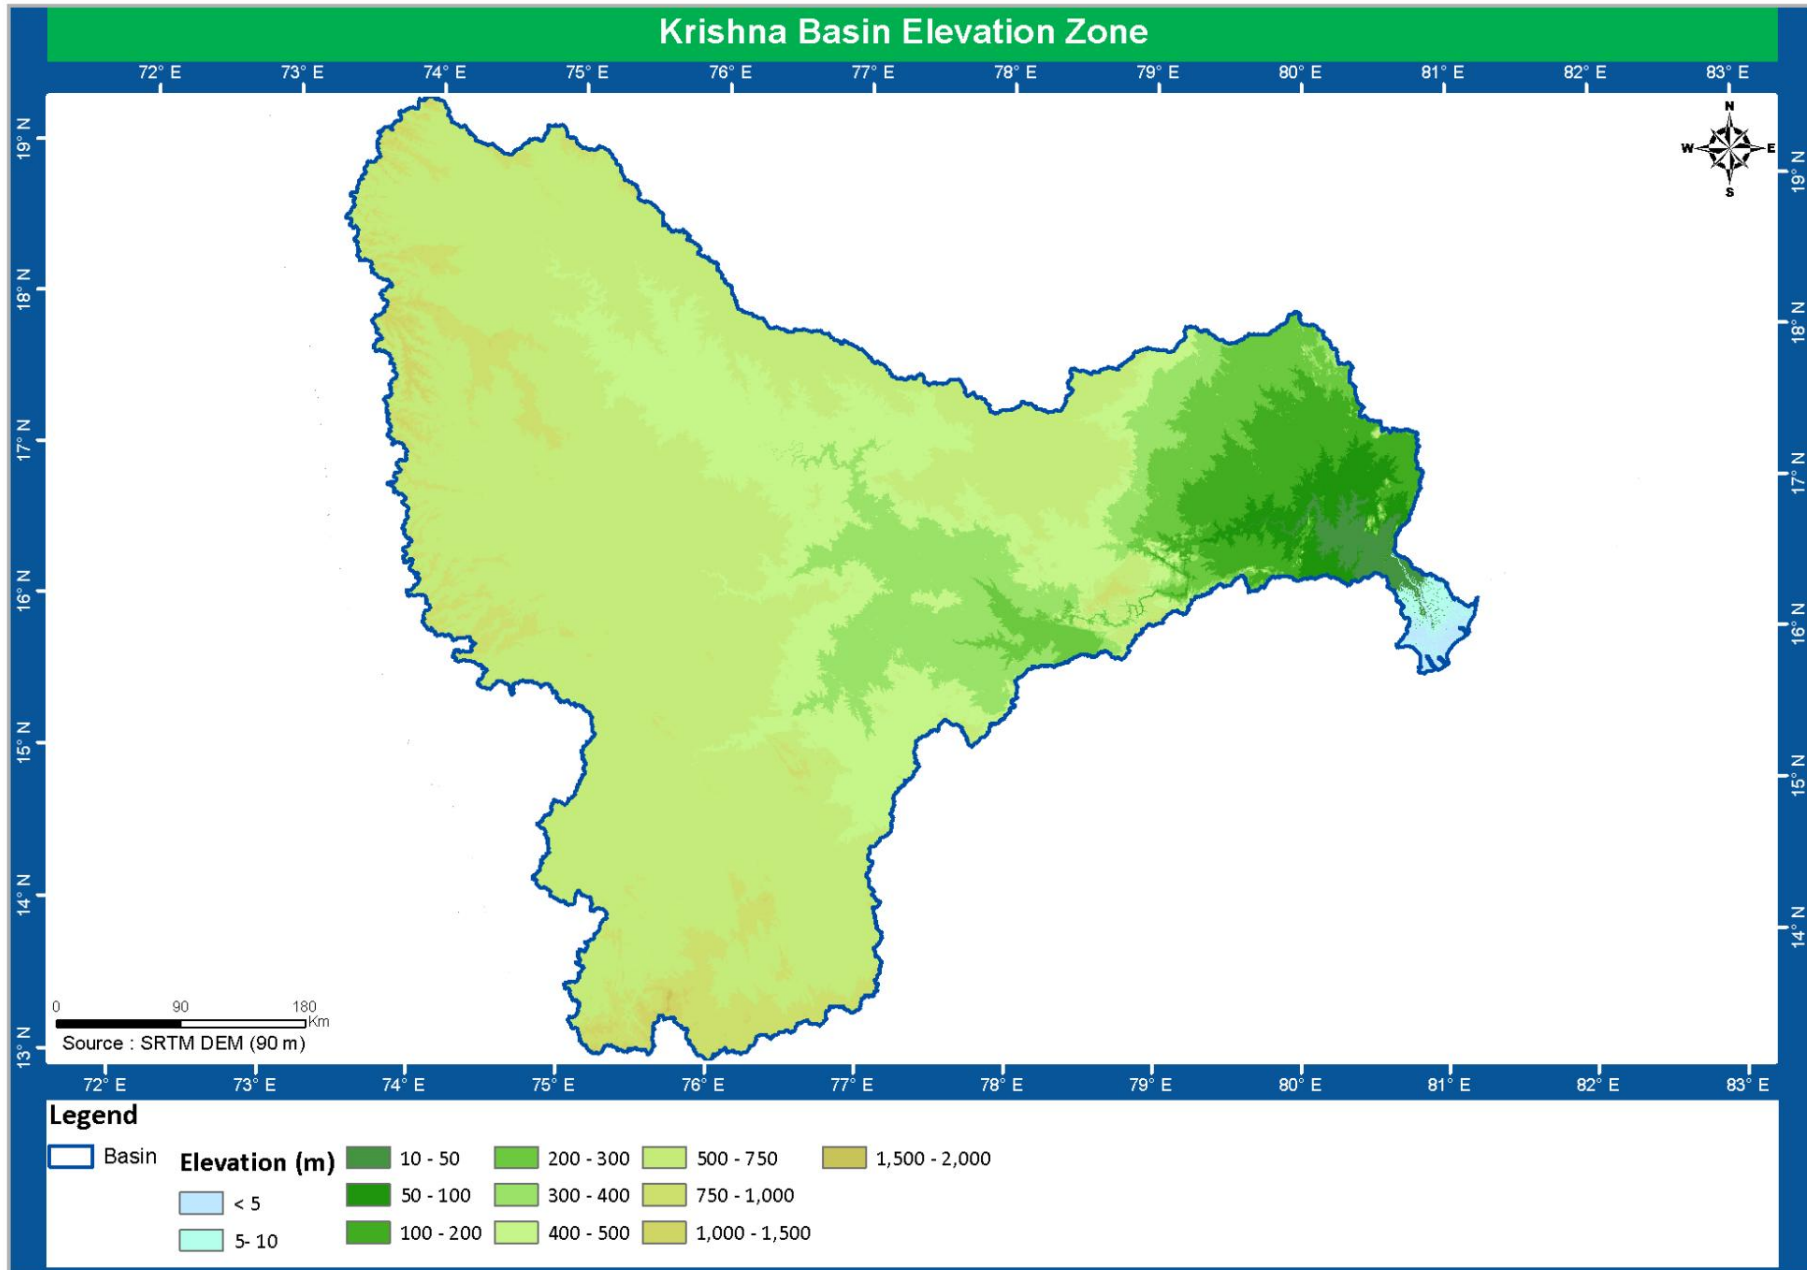 Krishna Basin Elevation Zone
72° E 73° E 74° E 75° E 76° E 77° E 78° E 79° E 80° E 81° E 82° E 83° E
N
W E
S
19° N
18° N
17° N
16° N
15° N
14° N
13° N
19° N
18° N
17° N
16° N
15° N
14° N
0 90 180
Km
Source : SRTM DEM (90 m)
72° E 73° E 74° E 75° E 76° E 77° E 78° E 79° E 80° E 81° E 82° E 83° E
Legend
Basin
Elevation (m)
< 5
5- 10
10 - 50
50 - 100
100 - 200
200 - 300
300 - 400
400 - 500
500 - 750
750 - 1,000
1,000 - 1,500
1,500 - 2,000